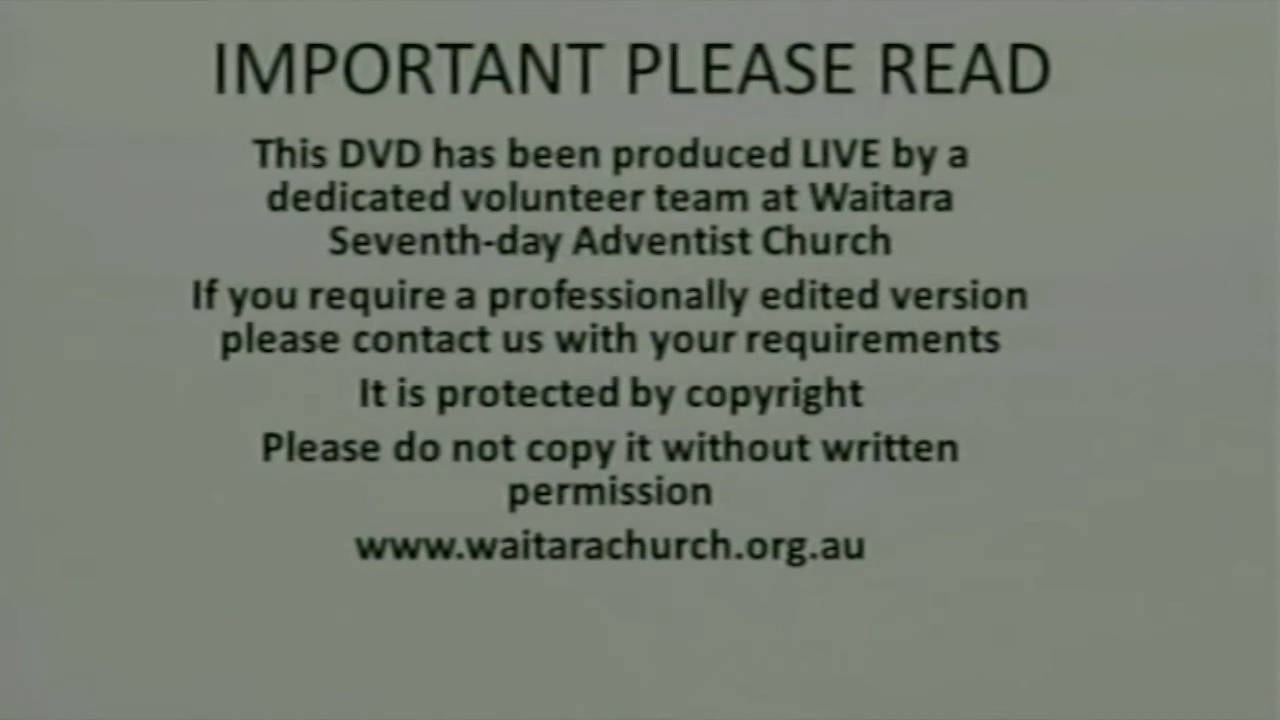 IMPORTANT PLEASE READ
This DVD has been produced LIVE by a
dedicated volunteer team at Waitara
Seventh-day Adventist Church
If you require a professionally edited version
please contact us with your requirements
It is protected by copyright
Please do not copy it without written
permission
www.waitarachurch.org.au